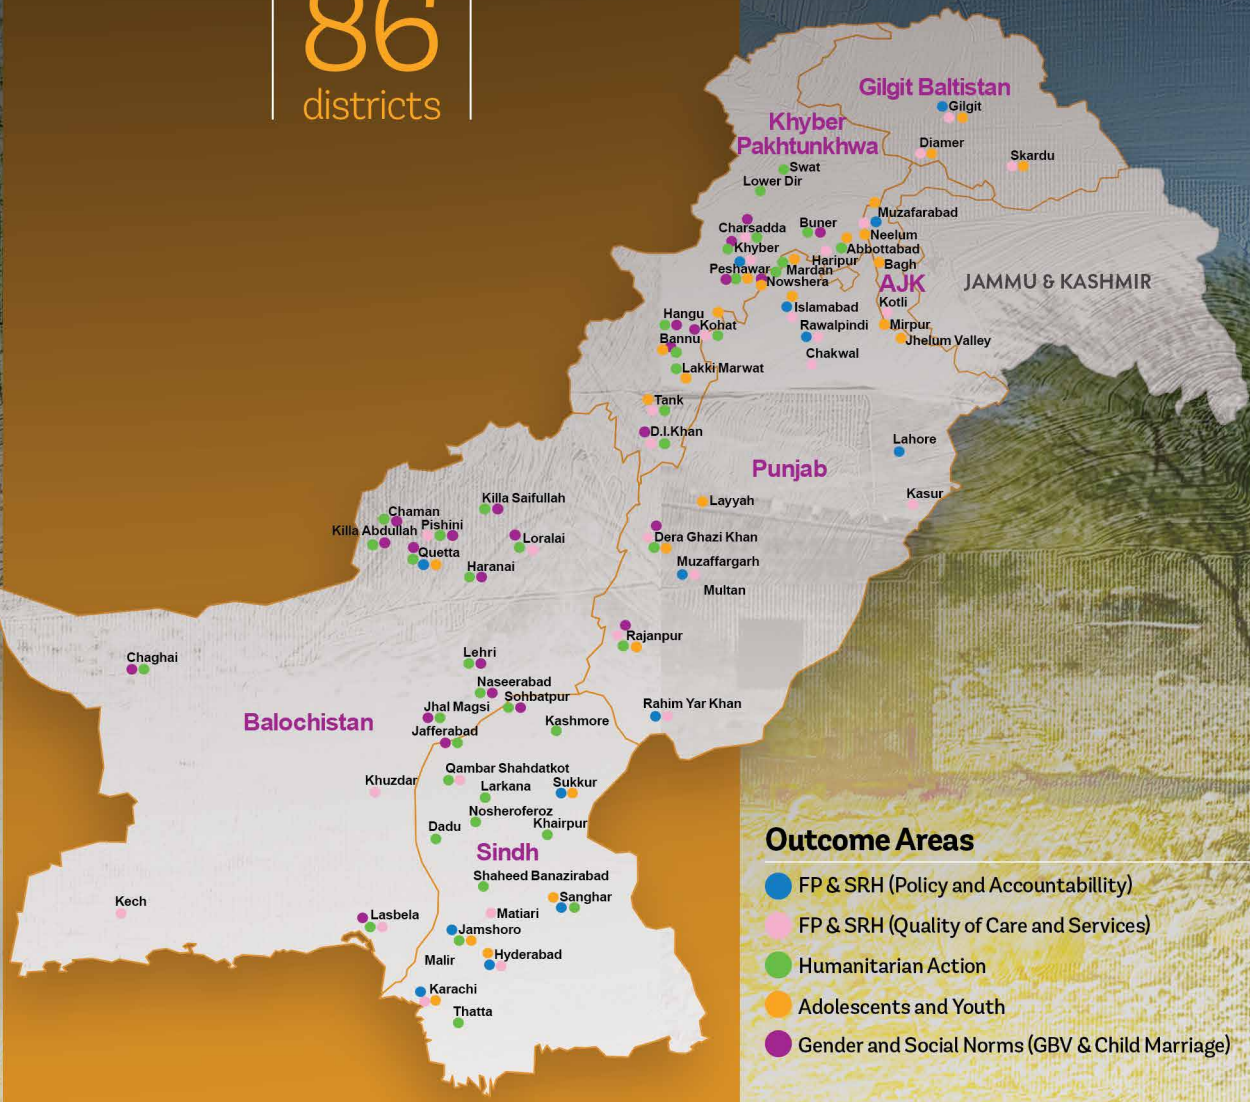 86
districts
Gilgit Baltistan
Gilgit
Khyber
Pakhtunkhwa
Diamer
Skardu
Swat
Lower Dir
Muzafarabad
Charsadda
Buner
Neelum
Khyber
Abbottabad
Haripur
Bagh
Peshawar
Mardan
Nowshera
AJK
JAMMU & KASHMIR
Kotli
Islamabad
Hangu
Kohat
Rawalpindi
Mirpur
Bannu
Jhelum Valley
Chakwal
Lakki Marwat
Tank
D.I.Khan
Lahore
Punjab
Kasur
Layyah
Killa Saifullah
Chaman
Killa Abdullah
Pishini
Loralai
Dera Ghazi Khan
Quetta
Muzaffargarh
Haranai
Multan
Rajanpur
Chaghai
Lehri
Naseerabad
Sohbatpur
Jhal Magsi
Rahim Yar Khan
Balochistan
Kashmore
Jafferabad
Qambar Shahdatkot
Khuzdar
Larkana
Sukkur
Nosheroferoz
Dadu
Khairpur
Sindh
Shaheed Banazirabad
Sanghar
Kech
Lasbela
Matiari
Jamshoro
Malir
Hyderabad
Karachi
Thatta
Outcome Areas
FP & SRH (Policy and Accountabillity)
FP & SRH (Quality of Care and Services)
Humanitarian Action
Adolescents and Youth
Gender and Social Norms (GBV & Child Marriage)